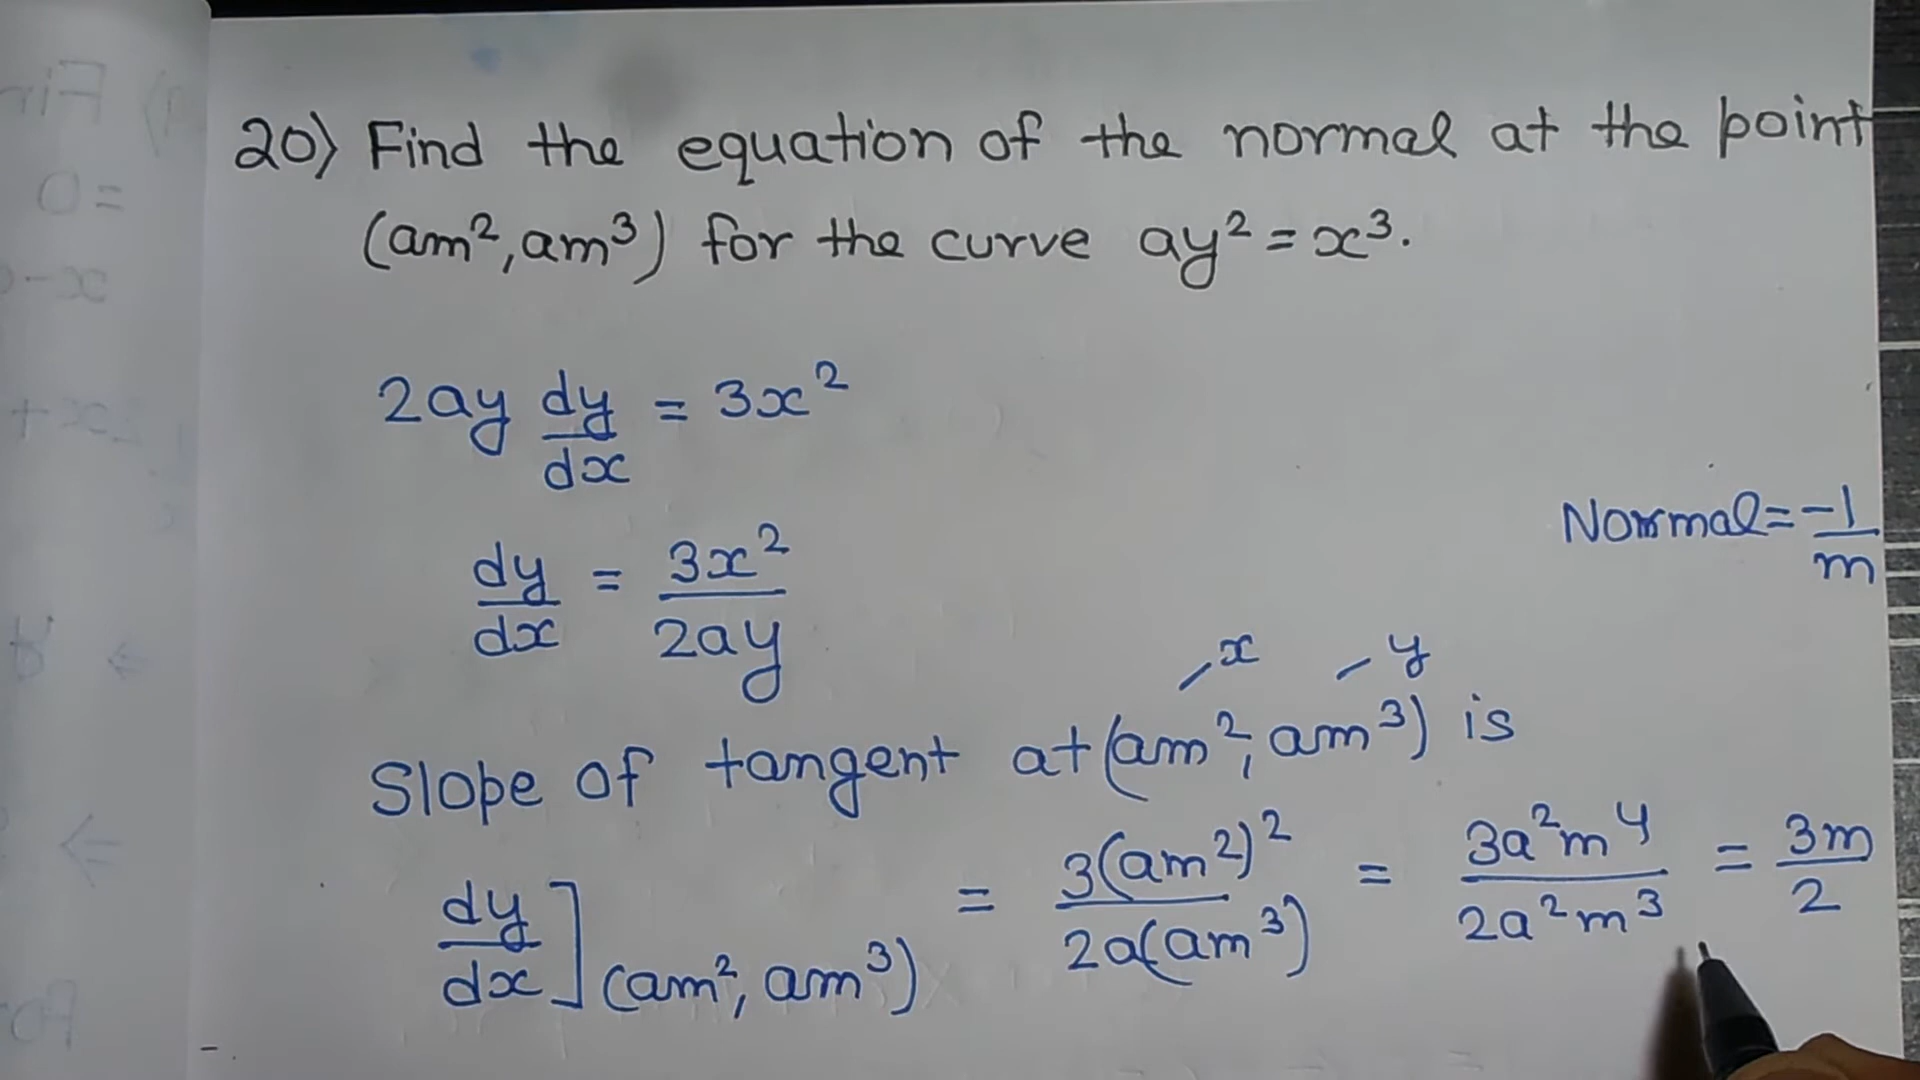 20) Find the equation of the normal at the point
(am², am³) for the curve ay² = x³.
2ay dy/dx = 3x²
Normal = -1/m
dy/dx = 3x²/2ay
x y
Slope of tangent at (am², am³) is
dy/dx](am², am³) = 3(am²)²/2a(am³) = 3a²m⁴/2a²m³ = 3m/2